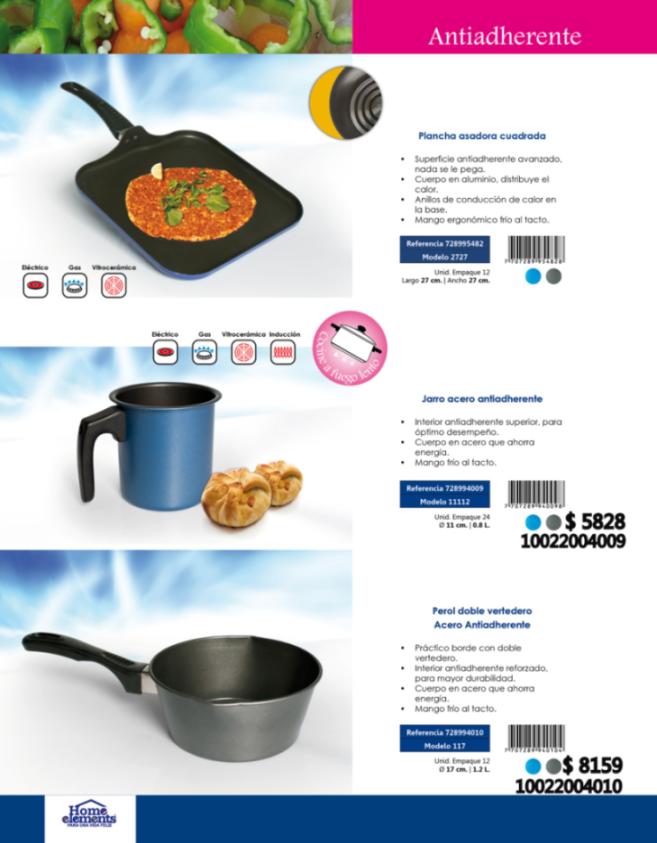 Antiadherente
Plancha asadora cuadrada
• Superficie antiadherente avanzado,
nada se le pega.
• Cuerpo en aluminio, distribuye el
calor.
• Anillos de conducción de calor en
la base.
• Mango ergonómico frío al tacto.
Referencia 728995482
Modelo 2727
Unid. Empaque 12
Largo 27 cm. | Ancho 27 cm.
Eléctrico Gas Vitrocerámica
Eléctrico Gas Vitrocerámica Inducción
Cocine a fuego lento
Jarro acero antiadherente
• Interior antiadherente superior, para
óptimo desempeño.
• Cuerpo en acero que ahorra
energía.
• Mango frío al tacto.
Referencia 728994009
Modelo 11112
Unid. Empaque 24
Ø 11 cm. | 0.8 L.
$ 5828
10022004009
Perol doble vertedero
Acero Antiadherente
• Práctico borde con doble
vertedero.
• Interior antiadherente reforzado,
para mayor durabilidad.
• Cuerpo en acero que ahorra
energía.
• Mango frío al tacto.
Referencia 728994010
Modelo 117
Unid. Empaque 12
Ø 17 cm. | 1.2 L.
$ 8159
10022004010
Home
elements
PARA UNA VIDA FELIZ